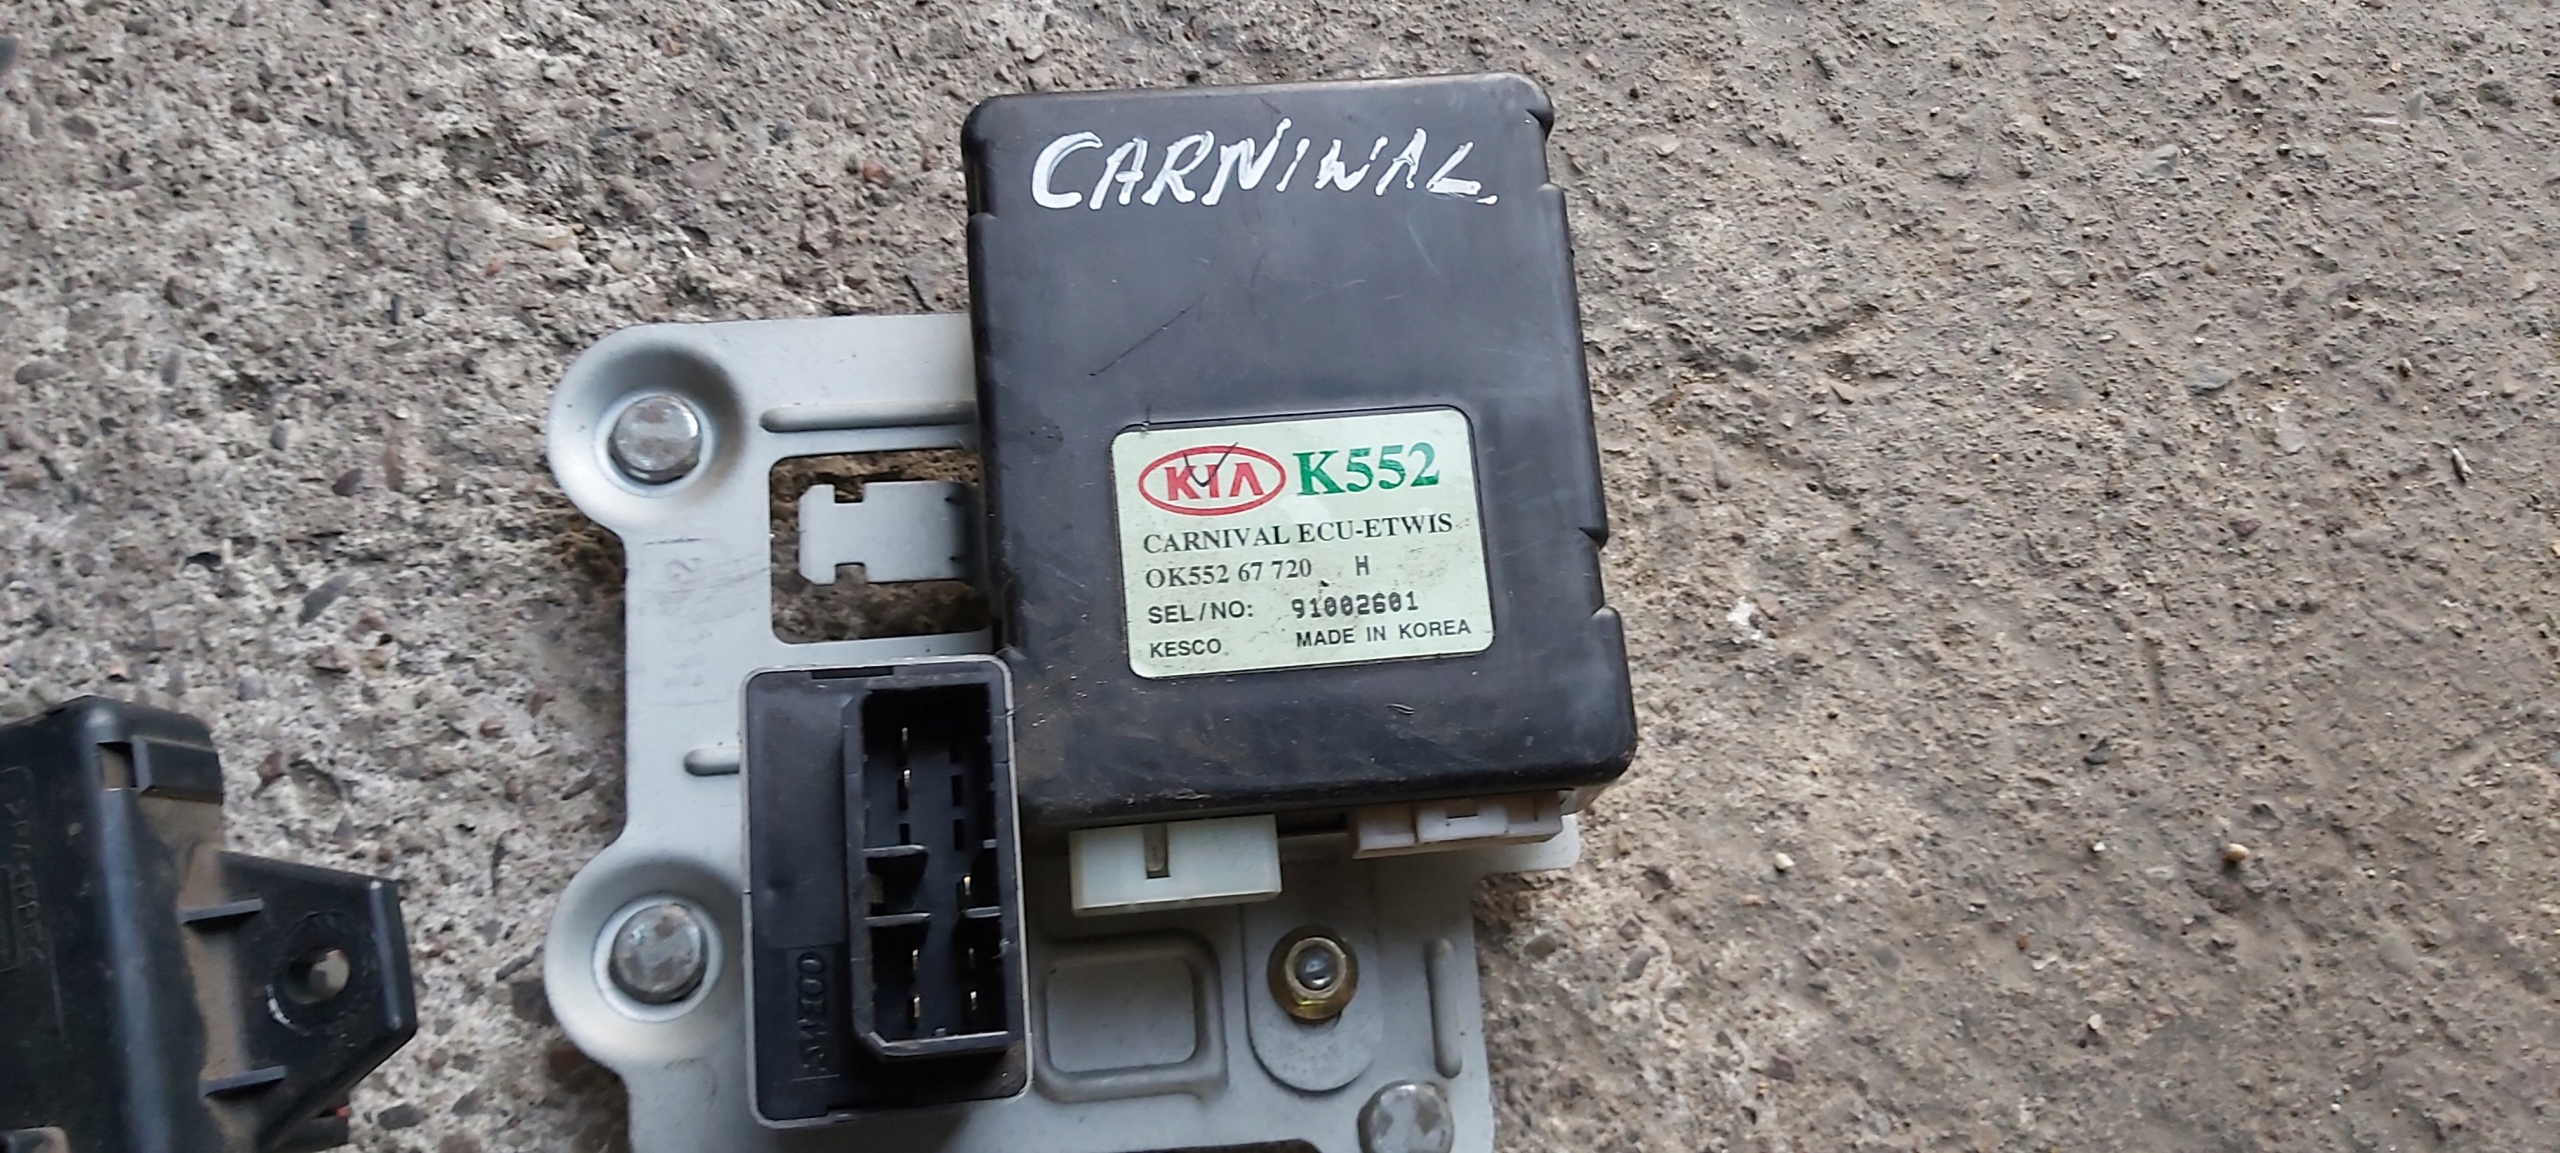 CARNIWAL
KIA K552
CARNIVAL ECU-ETWIS
OK552 67 720 H
SEL/NO: 91002601
KESCO MADE IN KOREA